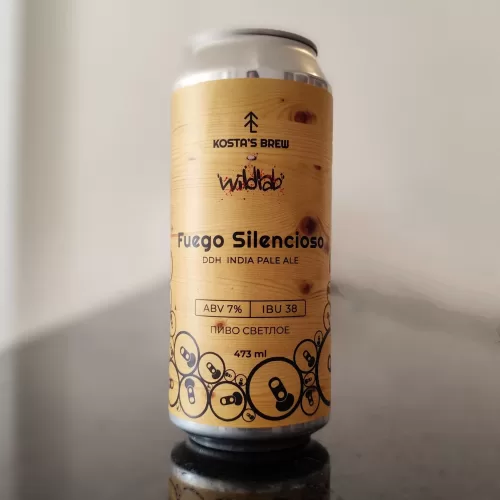 KOSTA'S BREW
wildlab
Fuego Silencioso
DDH INDIA PALE ALE
ABV 7% IBU 38
ПИВО СВЕТЛОЕ
473 ml